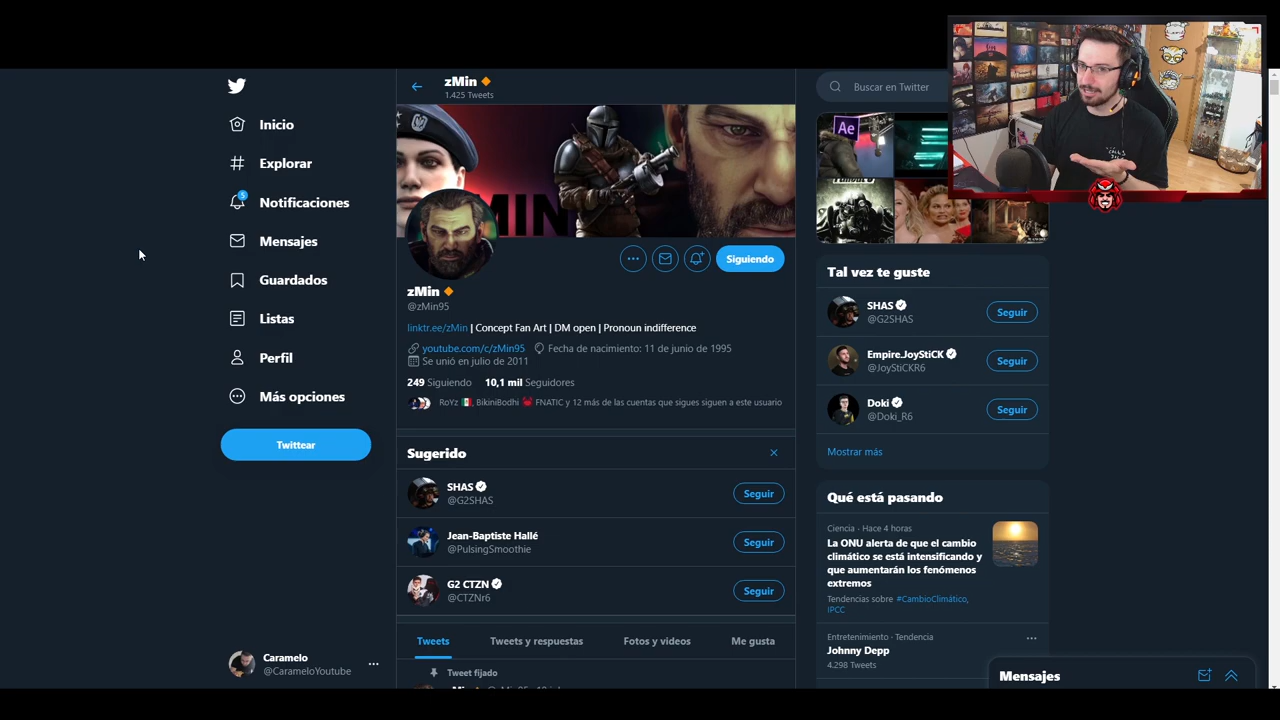 zMin
1.425 Tweets
Inicio
Explorar
5
Notificaciones
Mensajes
Guardados
Listas
Perfil
Más opciones
Twittear
Caramelo
@CarameloYoutube
MIN
Siguiendo
zMin
@zMin95
linktr.ee/zMin | Concept Fan Art | DM open | Pronoun indifference
youtube.com/c/zMin95 Fecha de nacimiento: 11 de junio de 1995
Se unió en julio de 2011
249 Siguiendo 10,1 mil Seguidores
RoYz, BikiniBodhi FNATIC y 12 más de las cuentas que sigues siguen a este usuario
Sugerido
SHAS
@G2SHAS
Seguir
Jean-Baptiste Hallé
@PulsingSmoothie
Seguir
G2 CTZN
@CTZNr6
Seguir
Tweets Tweets y respuestas Fotos y videos Me gusta
Tweet fijado
Buscar en Twitter
Ae
Tal vez te guste
SHAS
@G2SHAS
Seguir
Empire.JoyStiCK
@JoyStiCKR6
Seguir
Doki
@Doki_R6
Seguir
Mostrar más
Qué está pasando
Ciencia · Hace 4 horas
La ONU alerta de que el cambio
climático se está intensificando y
que aumentarán los fenómenos
extremos
Tendencias sobre #CambioClimático,
IPCC
Entretenimiento · Tendencia
Johnny Depp
4.298 Tweets
Mensajes